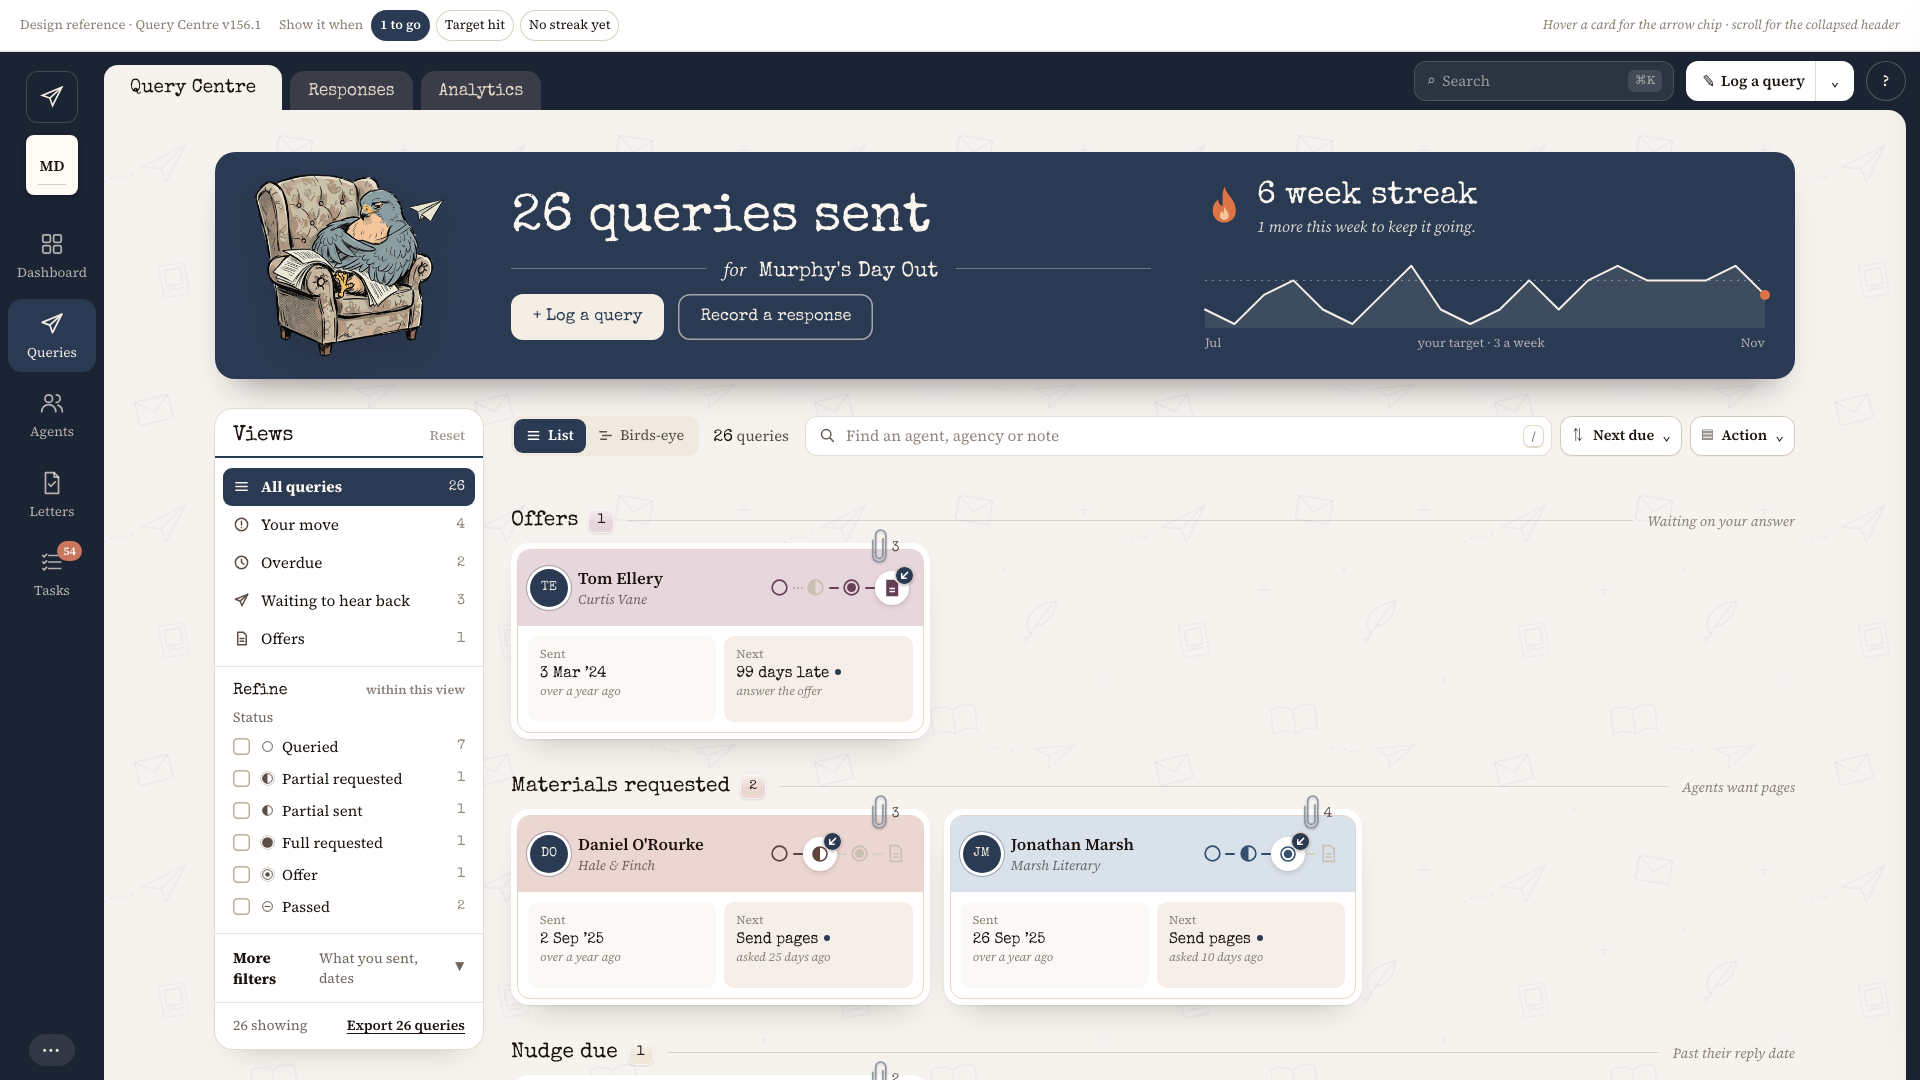 Design reference · Query Centre v156.1 Show it when 1 to go Target hit No streak yet
Hover a card for the arrow chip · scroll for the collapsed header
Query Centre Responses Analytics
Search ⌘K
Log a query
?
MD
Dashboard
Queries
Agents
Letters
54
Tasks
26 queries sent
for Murphy's Day Out
+ Log a query Record a response
6 week streak
1 more this week to keep it going.
Jul your target · 3 a week Nov
Views Reset
All queries 26
Your move 4
Overdue 2
Waiting to hear back 3
Offers 1
Refine within this view
Status
Queried 7
Partial requested 1
Partial sent 1
Full requested 1
Offer 1
Passed 2
More filters What you sent, dates
26 showing Export 26 queries
List Birds-eye 26 queries
Find an agent, agency or note /
Next due Action
Offers 1 Waiting on your answer
3
TE Tom Ellery
Curtis Vane
Sent
3 Mar ’24
over a year ago
Next
99 days late
answer the offer
Materials requested 2 Agents want pages
3
DO Daniel O'Rourke
Hale & Finch
Sent
2 Sep ’25
over a year ago
Next
Send pages
asked 25 days ago
4
JM Jonathan Marsh
Marsh Literary
Sent
26 Sep ’25
over a year ago
Next
Send pages
asked 10 days ago
Nudge due 1 Past their reply date